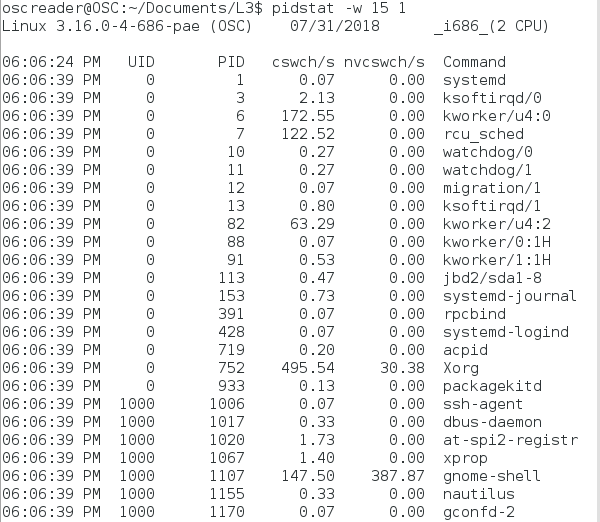 oscreader@OSC:~/Documents/L3$ pidstat -w 15 1
Linux 3.16.0-4-686-pae (OSC) 07/31/2018 _i686_(2 CPU)
06:06:24 PM UID PID cswch/s nvcswch/s Command
06:06:39 PM 0 1 0.07 0.00 systemd
06:06:39 PM 0 3 2.13 0.00 ksoftirqd/0
06:06:39 PM 0 6 172.55 0.00 kworker/u4:0
06:06:39 PM 0 7 122.52 0.00 rcu_sched
06:06:39 PM 0 10 0.27 0.00 watchdog/0
06:06:39 PM 0 11 0.27 0.00 watchdog/1
06:06:39 PM 0 12 0.07 0.00 migration/1
06:06:39 PM 0 13 0.80 0.00 ksoftirqd/1
06:06:39 PM 0 82 63.29 0.00 kworker/u4:2
06:06:39 PM 0 88 0.07 0.00 kworker/0:1H
06:06:39 PM 0 91 0.53 0.00 kworker/1:1H
06:06:39 PM 0 113 0.47 0.00 jbd2/sda1-8
06:06:39 PM 0 153 0.73 0.00 systemd-journal
06:06:39 PM 0 391 0.07 0.00 rpcbind
06:06:39 PM 0 428 0.07 0.00 systemd-logind
06:06:39 PM 0 719 0.20 0.00 acpid
06:06:39 PM 0 752 495.54 30.38 Xorg
06:06:39 PM 0 933 0.13 0.00 packagekitd
06:06:39 PM 1000 1006 0.07 0.00 ssh-agent
06:06:39 PM 1000 1017 0.33 0.00 dbus-daemon
06:06:39 PM 1000 1020 1.73 0.00 at-spi2-registr
06:06:39 PM 1000 1067 1.40 0.00 xprop
06:06:39 PM 1000 1107 147.50 387.87 gnome-shell
06:06:39 PM 1000 1155 0.33 0.00 nautilus
06:06:39 PM 1000 1170 0.07 0.00 gconfd-2